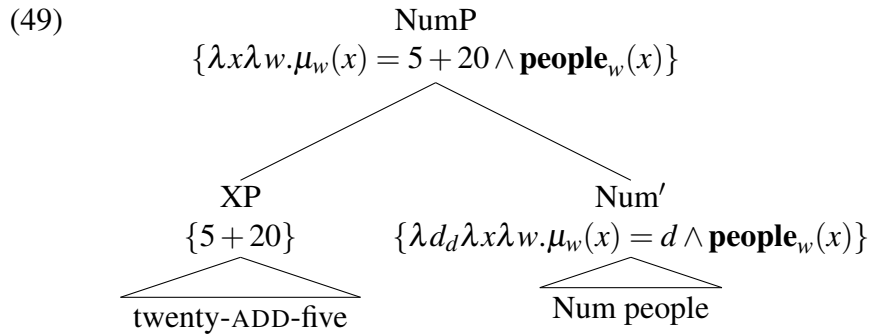 (49)
NumP
{λxλw.μ_w(x) = 5 + 20 ∧ people_w(x)}
XP
{5 + 20}
Num′
{λd_dλxλw.μ_w(x) = d ∧ people_w(x)}
twenty-ADD-five
Num people